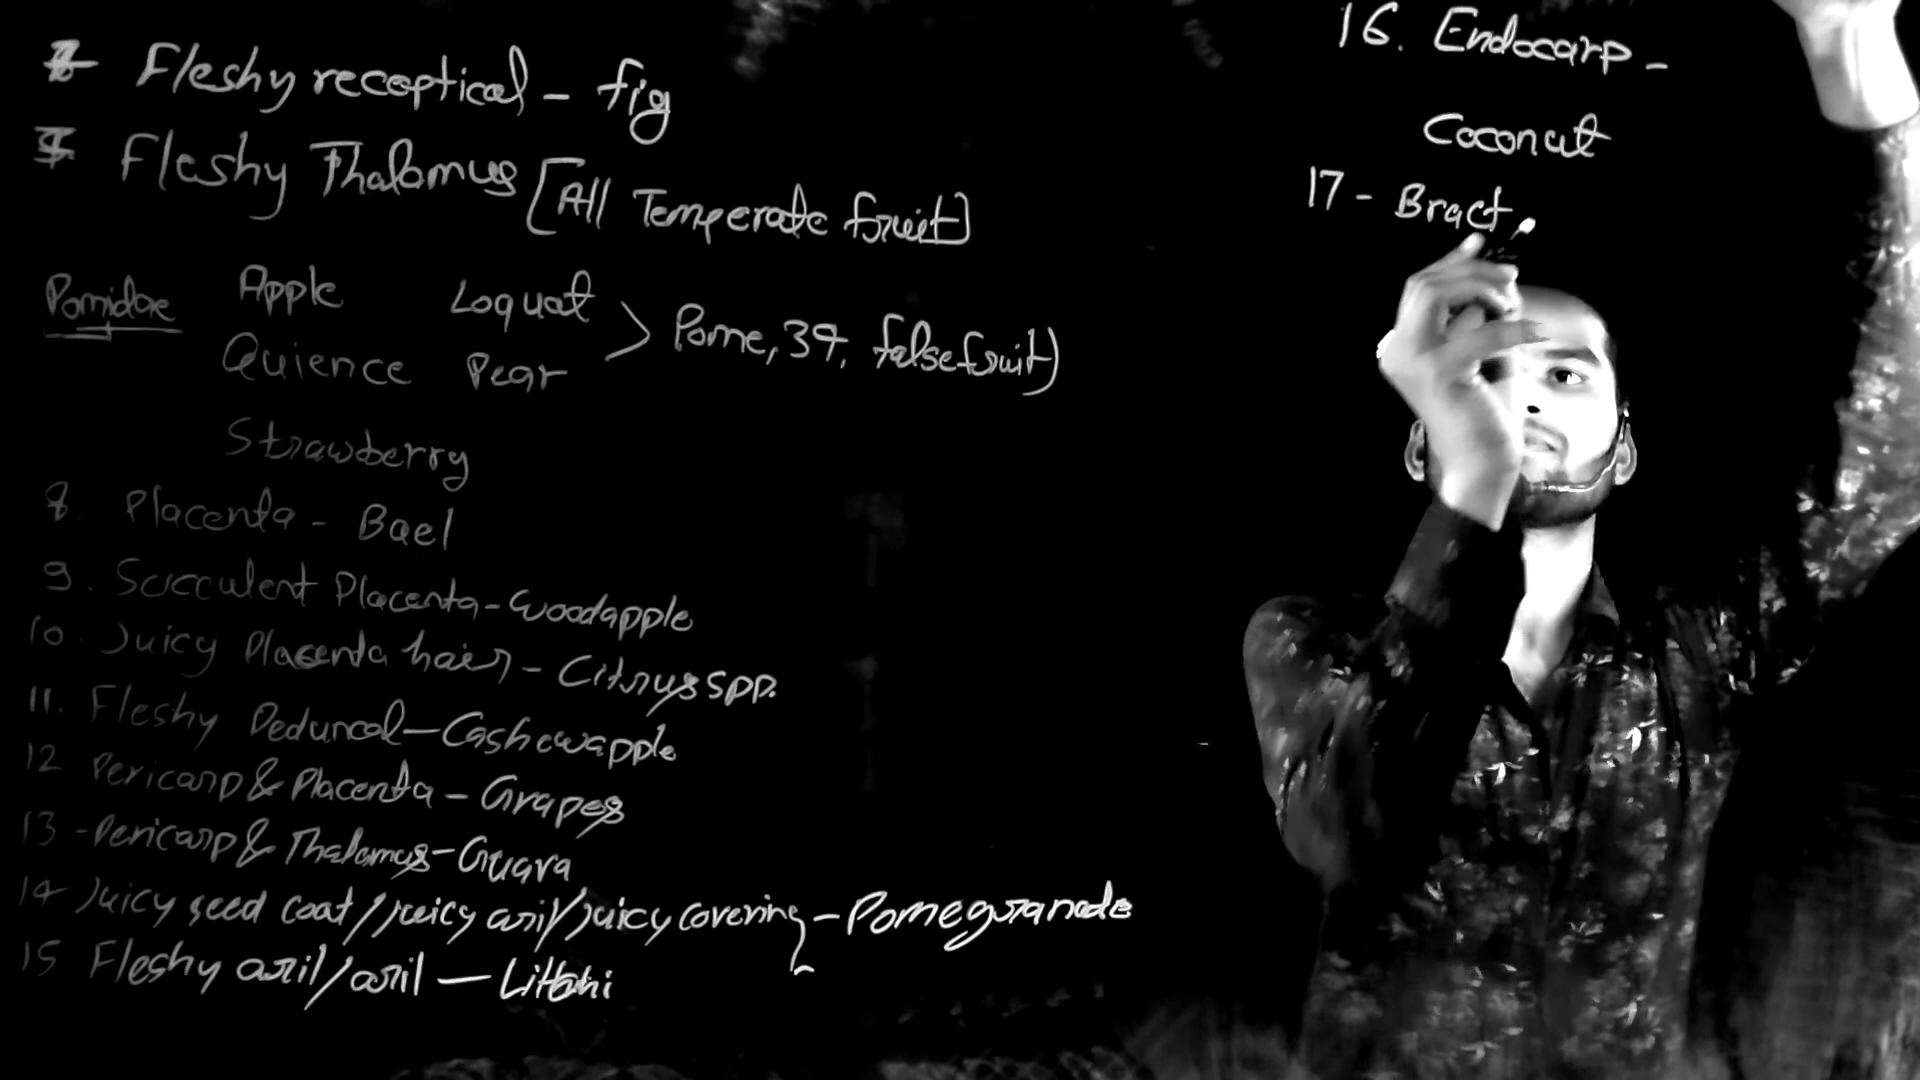 Fleshy receptical - fig
Fleshy Thalamus [All Temperate fruit]
Pomidae Apple Loquat > Pome, 34, false fruit)
Quience Pear
Strawberry
8. Placenta - Bael
9. Succulent Placenta - woodapple
10. Juicy Placenta hairs - Citrus spp.
11. Fleshy Peduncal - Cashewapple
12 Pericarp & Placenta - Grapes
13 - Pericarp & Thalamus - Guava
14 Juicy seed coat/juicy aril/juicy covering - Pomegranade
15 Fleshy aril/aril - Litchi
16. Endocarp -
Coconut
17 - Bract